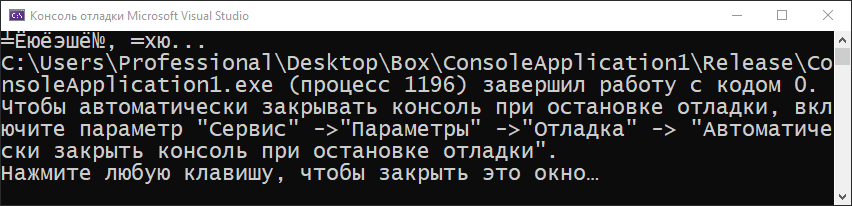 Консоль отладки Microsoft Visual Studio
╧Ёюёэшё№, ═хю...
C:\Users\Professional\Desktop\Box\ConsoleApplication1\Release\Co
nsoleApplication1.exe (процесс 1196) завершил работу с кодом 0.
Чтобы автоматически закрывать консоль при остановке отладки, вкл
ючите параметр "Сервис" ->"Параметры" ->"Отладка" -> "Автоматиче
ски закрыть консоль при остановке отладки".
Нажмите любую клавишу, чтобы закрыть это окно…